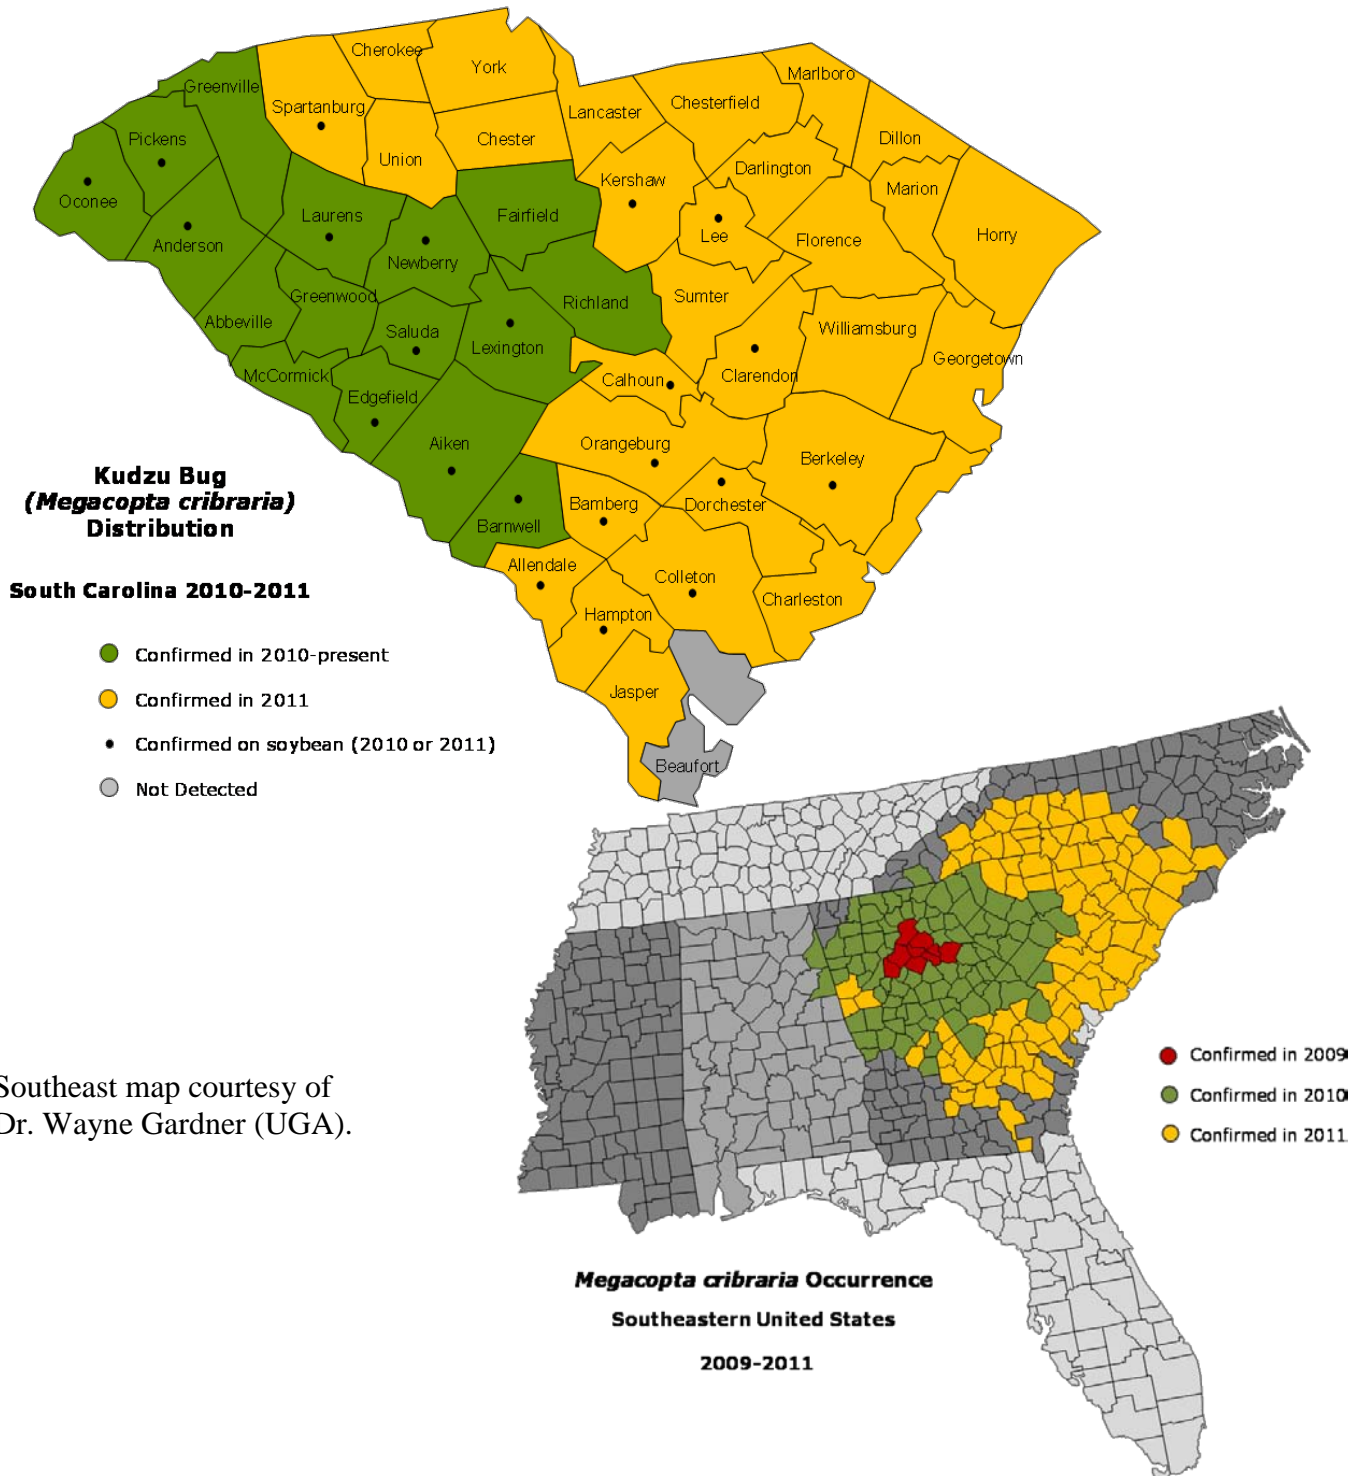 Cherokee
York
Marlboro
Greenville
Spartanburg
Lancaster
Chesterfield
Pickens
Union
Chester
Dillon
Darlington
Oconee
Kershaw
Marion
Anderson
Laurens
Fairfield
Lee
Florence
Horry
Newberry
Greenwood
Richland
Sumter
Abbeville
Saluda
Lexington
Williamsburg
Georgetown
McCormick
Calhoun
Clarendon
Edgefield
Aiken
Orangeburg
Berkeley
Barnwell
Bamberg
Dorchester
Allendale
Colleton
Charleston
Hampton
Jasper
Beaufort
Kudzu Bug
(Megacopta cribraria)
Distribution
South Carolina 2010-2011
Confirmed in 2010-present
Confirmed in 2011
Confirmed on soybean (2010 or 2011)
Not Detected
Southeast map courtesy of
Dr. Wayne Gardner (UGA).
Confirmed in 2009
Confirmed in 2010
Confirmed in 2011
Megacopta cribraria Occurrence
Southeastern United States
2009-2011